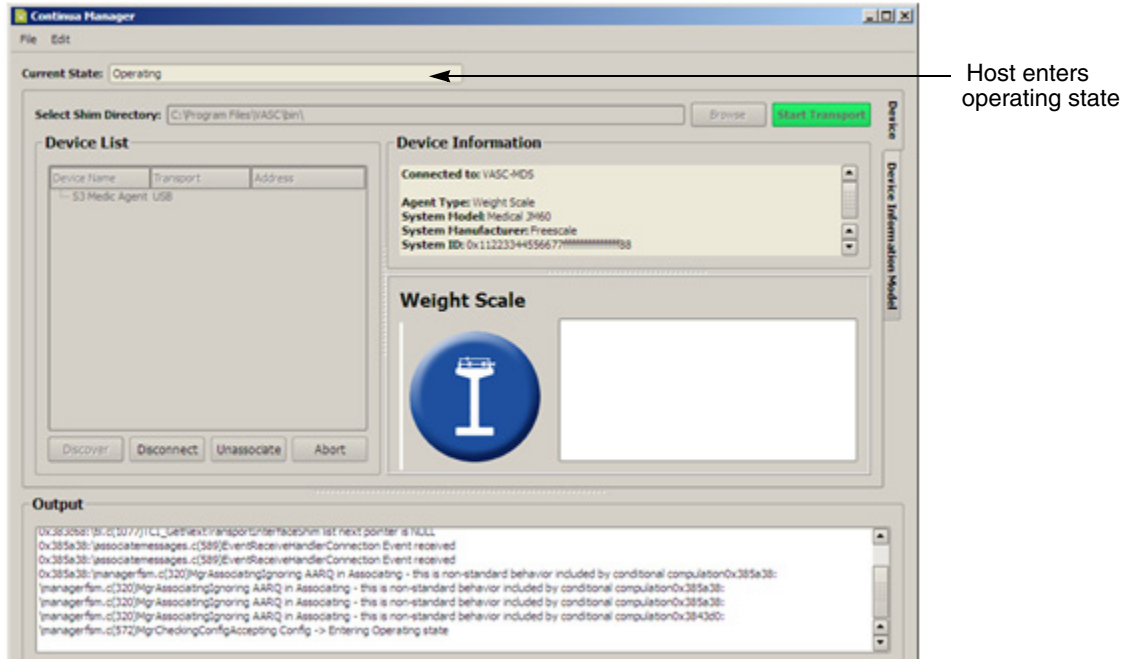 Continua Manager
File Edit
Current State: Operating
Host enters
operating state
Select Shim Directory: C:\Program Files\VASC\bin\ Browse Start Transport
Device
Device Information Model
Device List
Device Name Transport Address
S3 Medic Agent USB
Discover Disconnect Unassociate Abort
Device Information
Connected to: VASC-MDS
Agent Type: Weight Scale
System Model: Medical JM60
System Manufacturer: Freescale
Weight Scale
Output
0x385a38: \associatemessages.c(589)EventReceiveHandlerConnection Event received
0x385a38: \associatemessages.c(589)EventReceiveHandlerConnection Event received
0x385a38: \managerfsm.c(320)MgrAssociatingIgnoring AARQ in Associating - this is non-standard behavior included by conditional compulation0x385a38:
\managerfsm.c(320)MgrAssociatingIgnoring AARQ in Associating - this is non-standard behavior included by conditional compulation0x385a38:
\managerfsm.c(320)MgrAssociatingIgnoring AARQ in Associating - this is non-standard behavior included by conditional compulation0x385a38:
\managerfsm.c(320)MgrAssociatingIgnoring AARQ in Associating - this is non-standard behavior included by conditional compulation0x3843d0:
\managerfsm.c(572)MgrCheckingConfigAccepting Config -> Entering Operating state